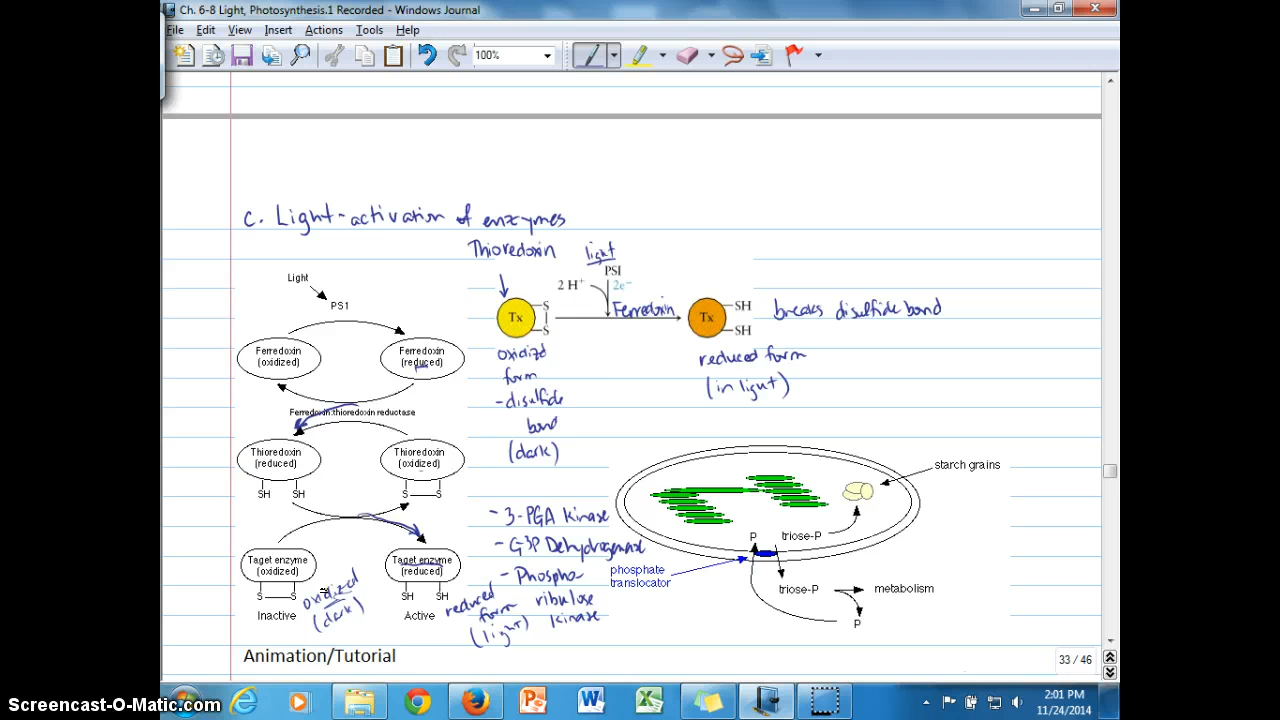 Ch. 6-8 Light, Photosynthesis.1 Recorded - Windows Journal
File Edit View Insert Actions Tools Help
100%
C. Light-activation of enzymes
Thioredoxin
light
Light
PS1
PSI
2 H+
2e-
Ferredoxin
Tx
S
S
Tx
SH
SH
breaks disulfide bond
Ferredoxin
(oxidized)
Ferredoxin
(reduced)
oxidized
form
-disulfide
bond
(dark)
reduced form
(in light)
Ferredoxin:thioredoxin reductase
Thioredoxin
(reduced)
SH SH
Thioredoxin
(oxidized)
S S
Taget enzyme
(oxidized)
S S
Inactive
oxidized
(dark)
Taget enzyme
(reduced)
SH SH
Active
reduced
form
(light)
- 3-PGA kinase
- G3P Dehydrogenase
- Phospho
ribulose
kinase
starch grains
P
triose-P
phosphate
translocator
triose-P
metabolism
P
Animation/Tutorial
33 / 46
Screencast-O-Matic.com
2:01 PM
11/24/2014